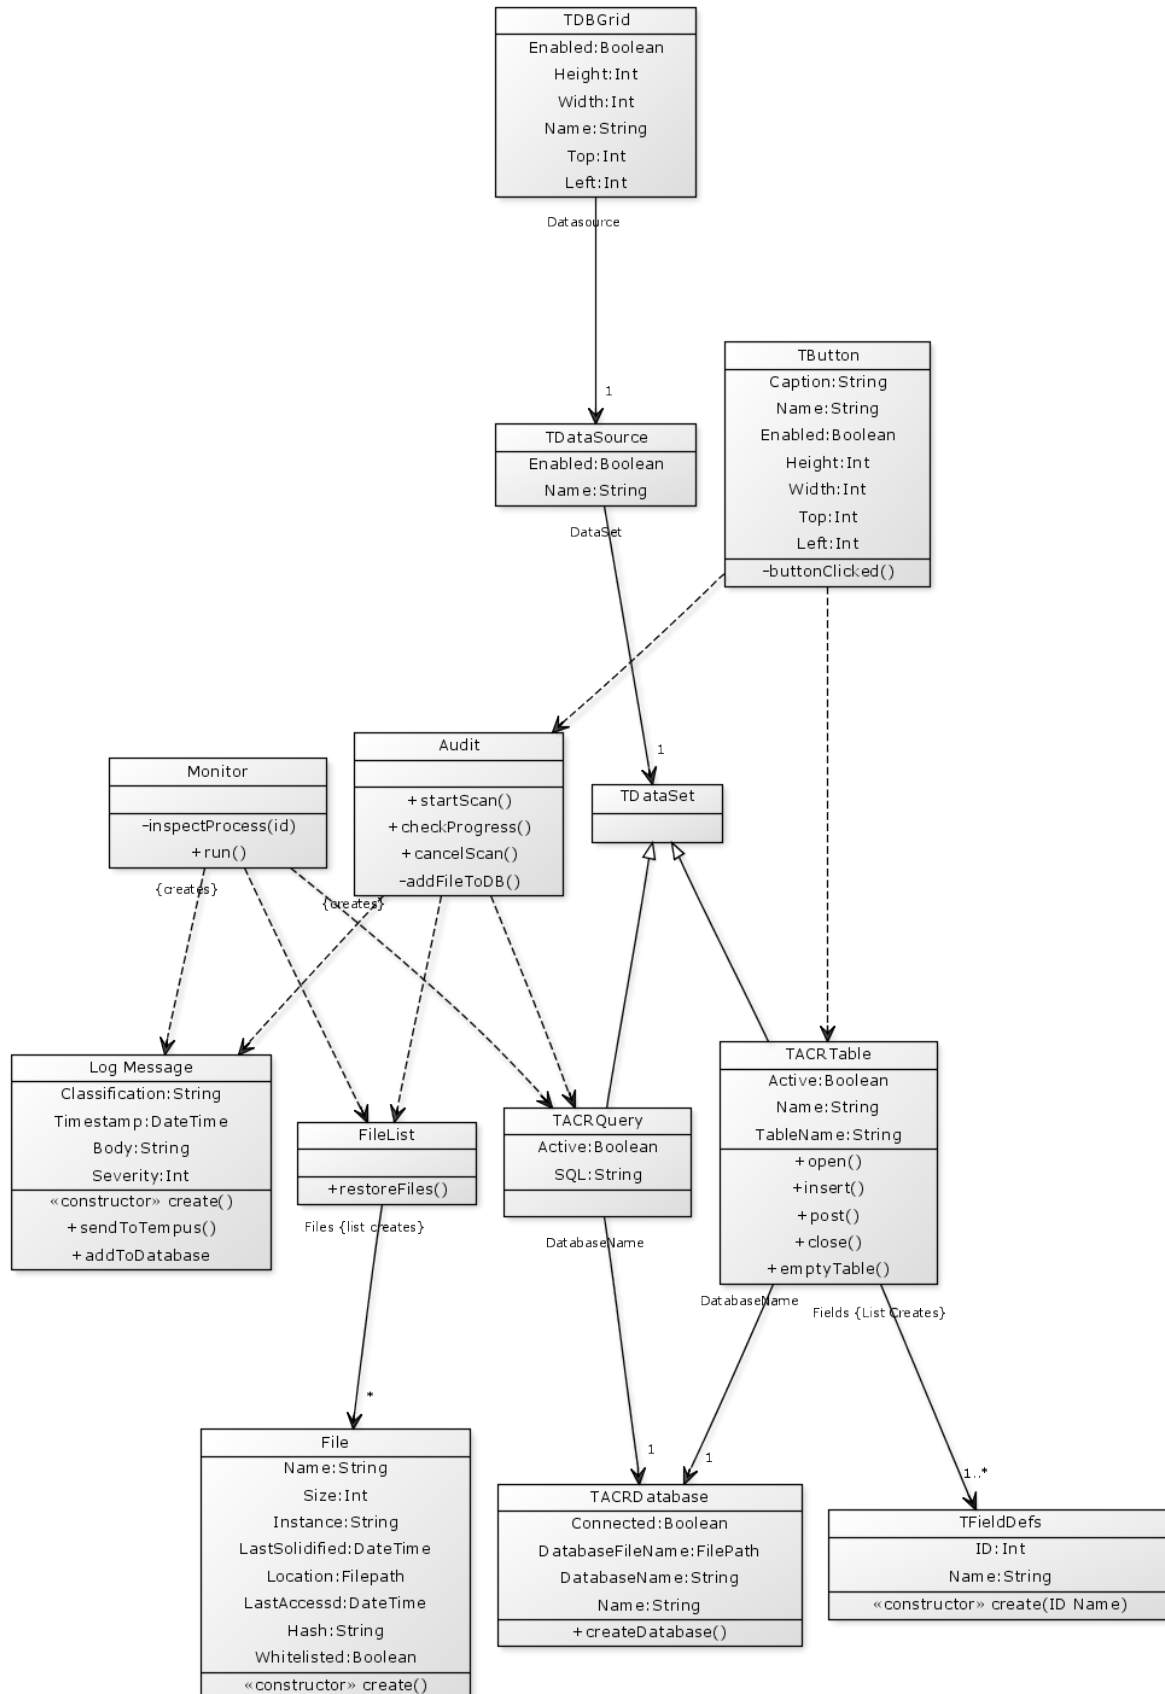 TDBGrid
Enabled:Boolean
Height:Int
Width:Int
Name:String
Top:Int
Left:Int
Datasource
1
TButton
Caption:String
Name:String
Enabled:Boolean
Height:Int
Width:Int
Top:Int
Left:Int
-buttonClicked()
TDataSource
Enabled:Boolean
Name:String
DataSet
1
Audit
+startScan()
+checkProgress()
+cancelScan()
-addFileToDB()
{creates}
Monitor
-inspectProcess(id)
+run()
{creates}
TDataSet
Log Message
Classification:String
Timestamp:DateTime
Body:String
Severity:Int
«constructor» create()
+sendToTempus()
+addToDatabase
FileList
+restoreFiles()
Files {list creates}
*
TACRQuery
Active:Boolean
SQL:String
DatabaseName
1
TACRTable
Active:Boolean
Name:String
TableName:String
+open()
+insert()
+post()
+close()
+emptyTable()
DatabaseName
1
Fields {List Creates}
1..*
File
Name:String
Size:Int
Instance:String
LastSolidified:DateTime
Location:Filepath
LastAccessd:DateTime
Hash:String
Whitelisted:Boolean
«constructor» create()
TACRDatabase
Connected:Boolean
DatabaseFileName:FilePath
DatabaseName:String
Name:String
+createDatabase()
TFieldDefs
ID:Int
Name:String
«constructor» create(ID Name)